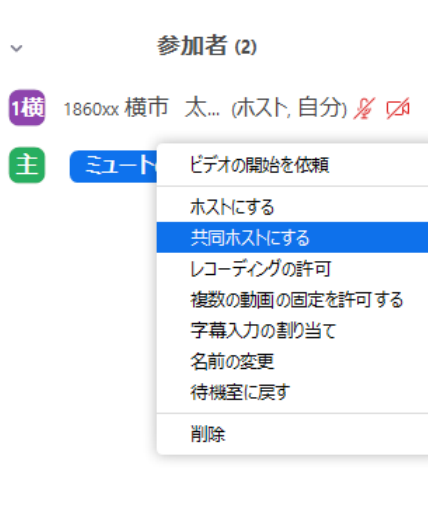 参加者 (2)
1横 1860xx 横市 太... (ホスト, 自分)
主 ミュート
ビデオの開始を依頼
ホストにする
共同ホストにする
レコーディングの許可
複数の動画の固定を許可する
字幕入力の割り当て
名前の変更
待機室に戻す
削除